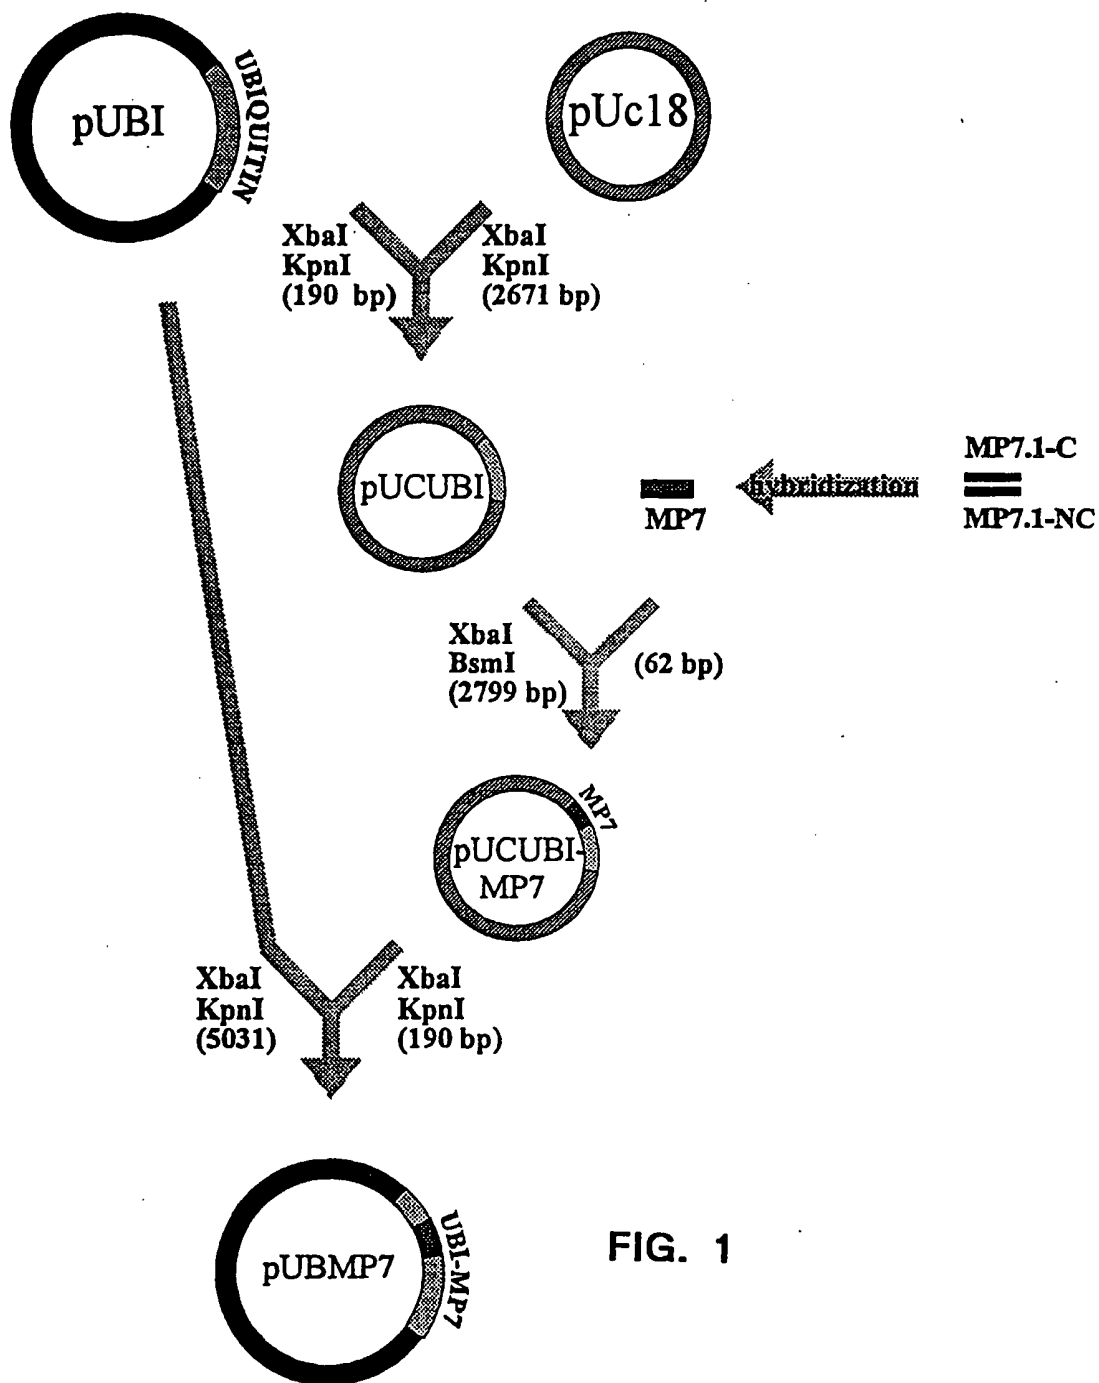 pUBI
UBIQUITIN
pUc18
XbaI
KpnI
(190 bp)
XbaI
KpnI
(2671 bp)
pUCUBI
MP7
hybridization
MP7.1-C
MP7.1-NC
XbaI
BsmI
(2799 bp)
(62 bp)
MP7
pUCUBI-
MP7
XbaI
KpnI
(5031)
XbaI
KpnI
(190 bp)
pUBMP7
UBI-MP7
FIG. 1